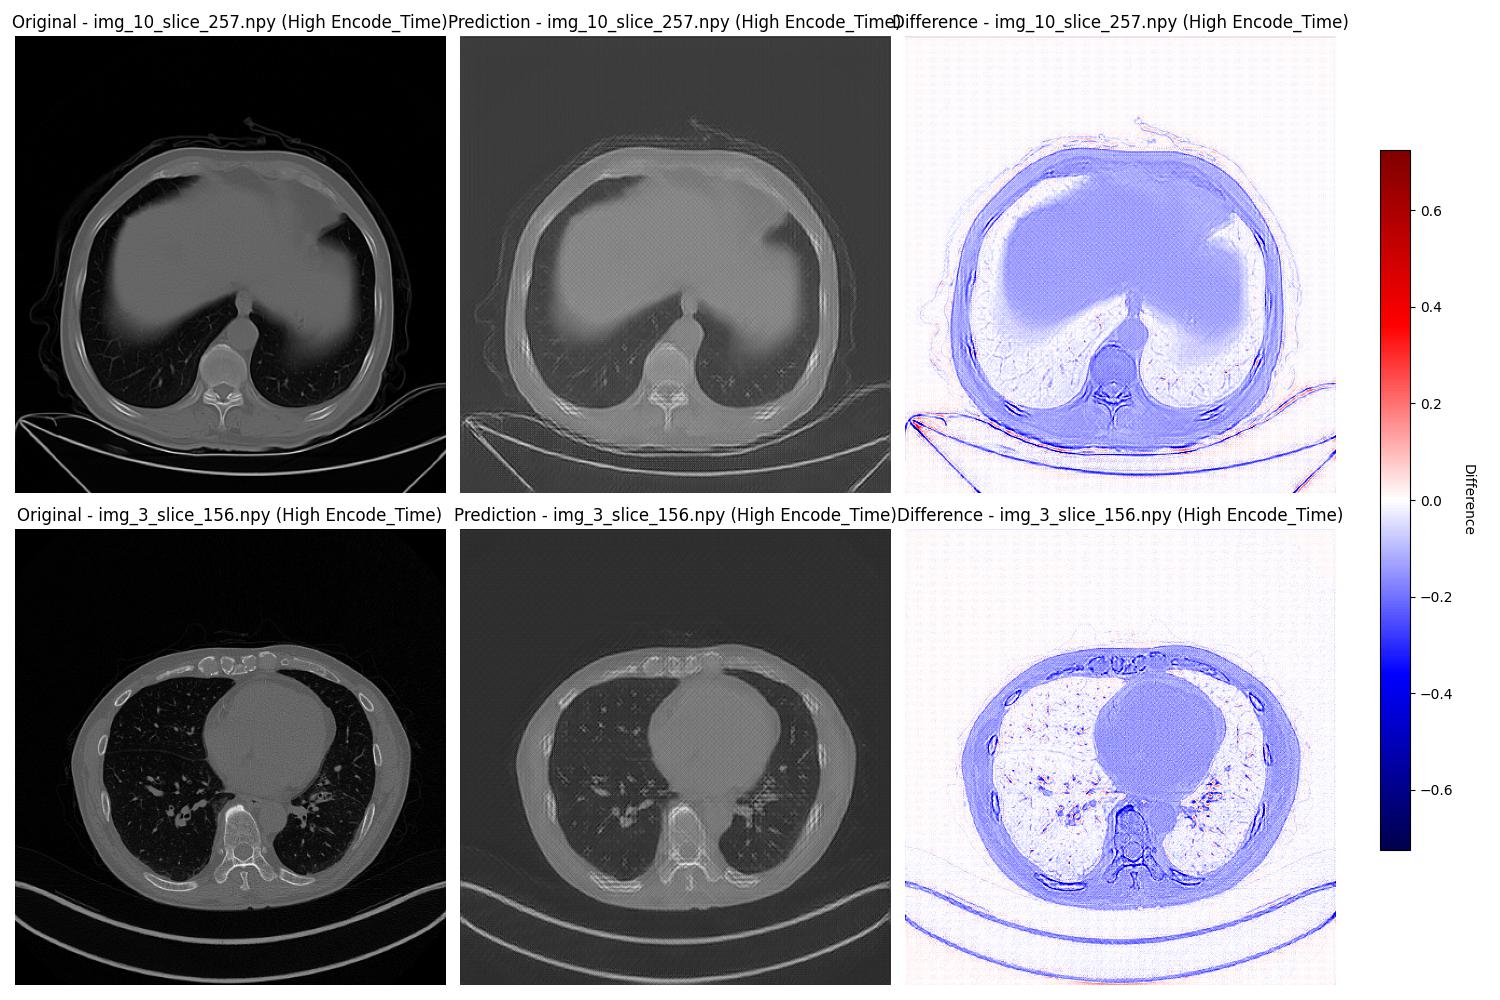 Original - img_10_slice_257.npy (High Encode_Time)
Prediction - img_10_slice_257.npy (High Encode_Time)
Difference - img_10_slice_257.npy (High Encode_Time)
Original - img_3_slice_156.npy (High Encode_Time)
Prediction - img_3_slice_156.npy (High Encode_Time)
Difference - img_3_slice_156.npy (High Encode_Time)
0.6
0.4
0.2
0.0
−0.2
−0.4
−0.6
Difference